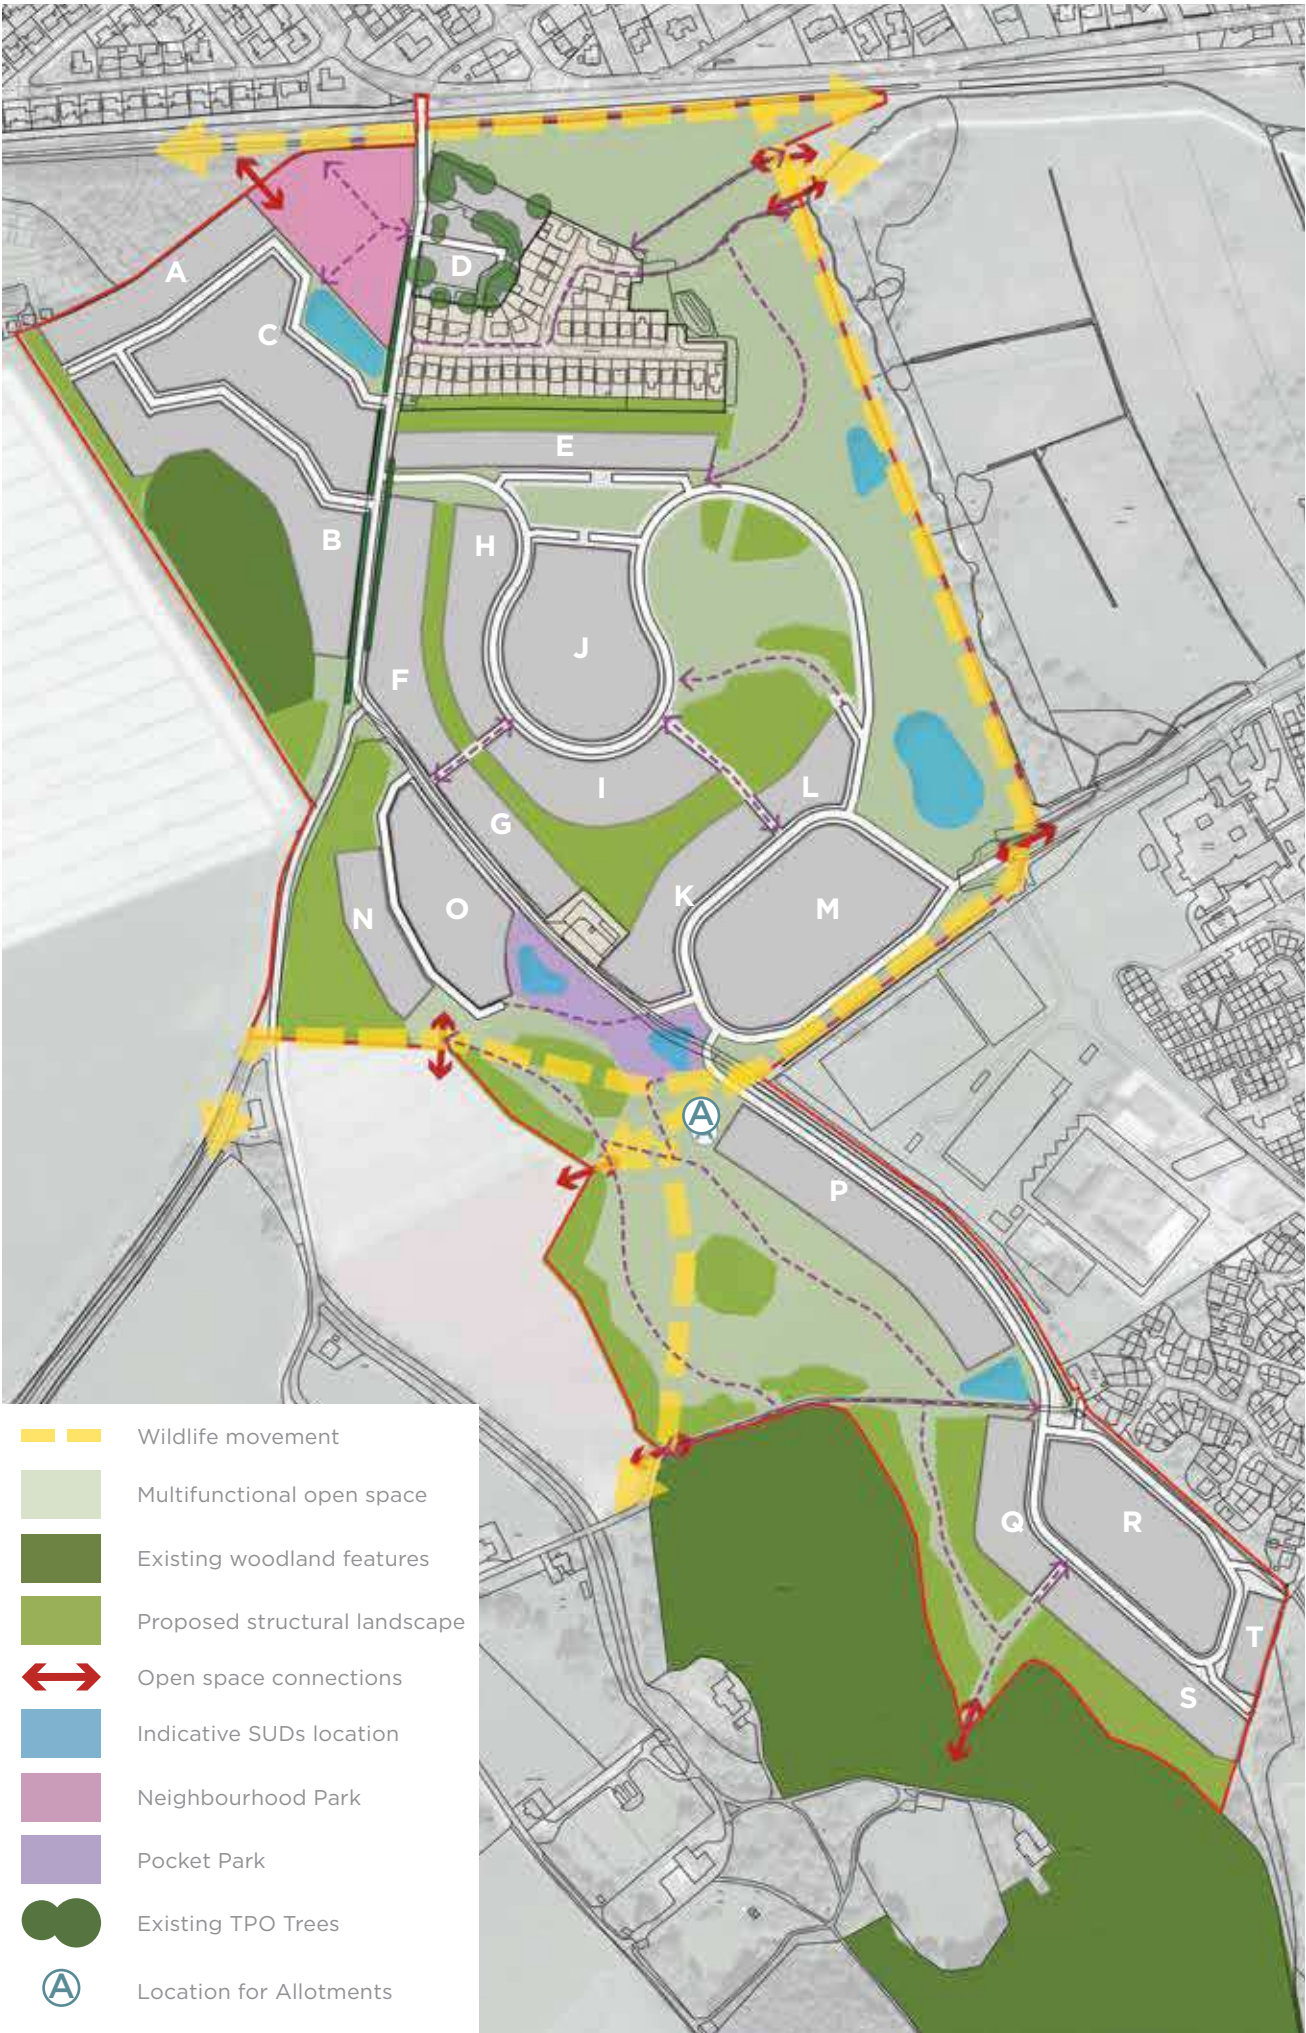 A
C
D
E
B
H
J
F
I
L
G
K
M
N
O
A
P
Q
R
T
S
Wildlife movement
Multifunctional open space
Existing woodland features
Proposed structural landscape
Open space connections
Indicative SUDs location
Neighbourhood Park
Pocket Park
Existing TPO Trees
A
Location for Allotments